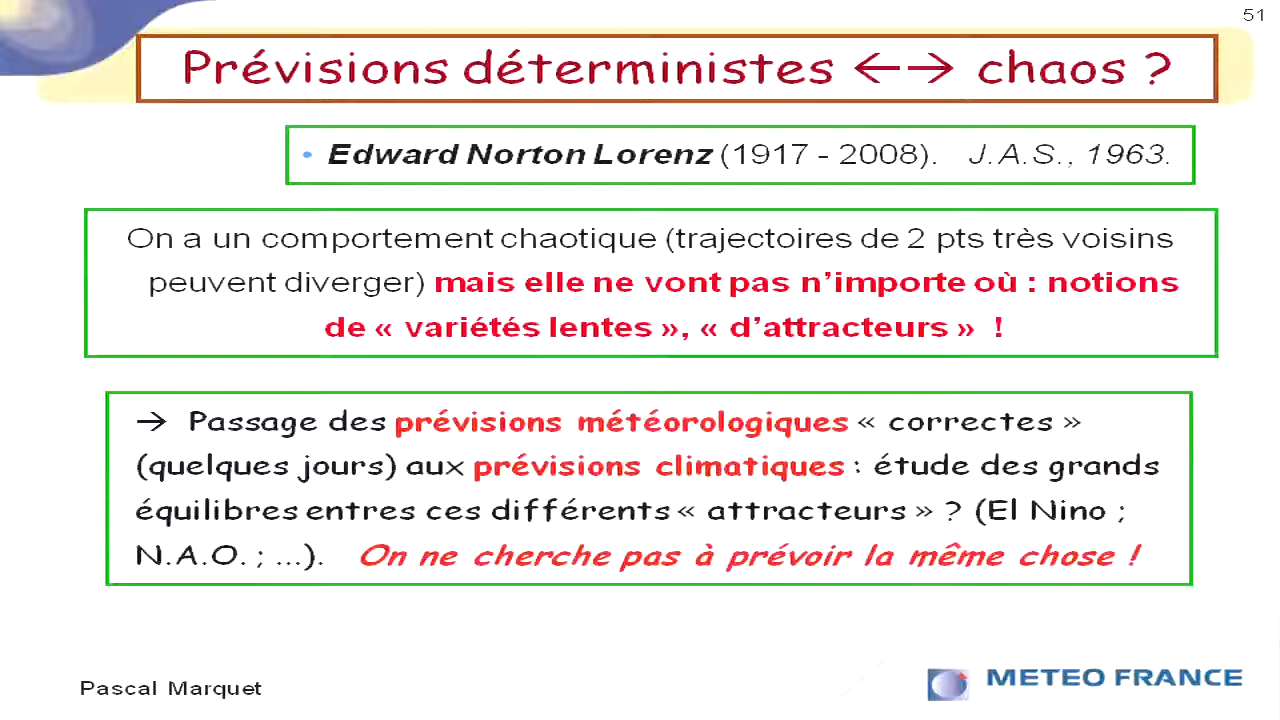 51
Prévisions déterministes ←→ chaos ?
• Edward Norton Lorenz (1917 - 2008). J.A.S., 1963.
On a un comportement chaotique (trajectoires de 2 pts très voisins
peuvent diverger) mais elle ne vont pas n’importe où : notions
de « variétés lentes », « d’attracteurs » !
→ Passage des prévisions météorologiques « correctes »
(quelques jours) aux prévisions climatiques : étude des grands
équilibres entres ces différents « attracteurs » ? (El Nino ;
N.A.O. ; ...). On ne cherche pas à prévoir la même chose !
Pascal Marquet
METEO FRANCE